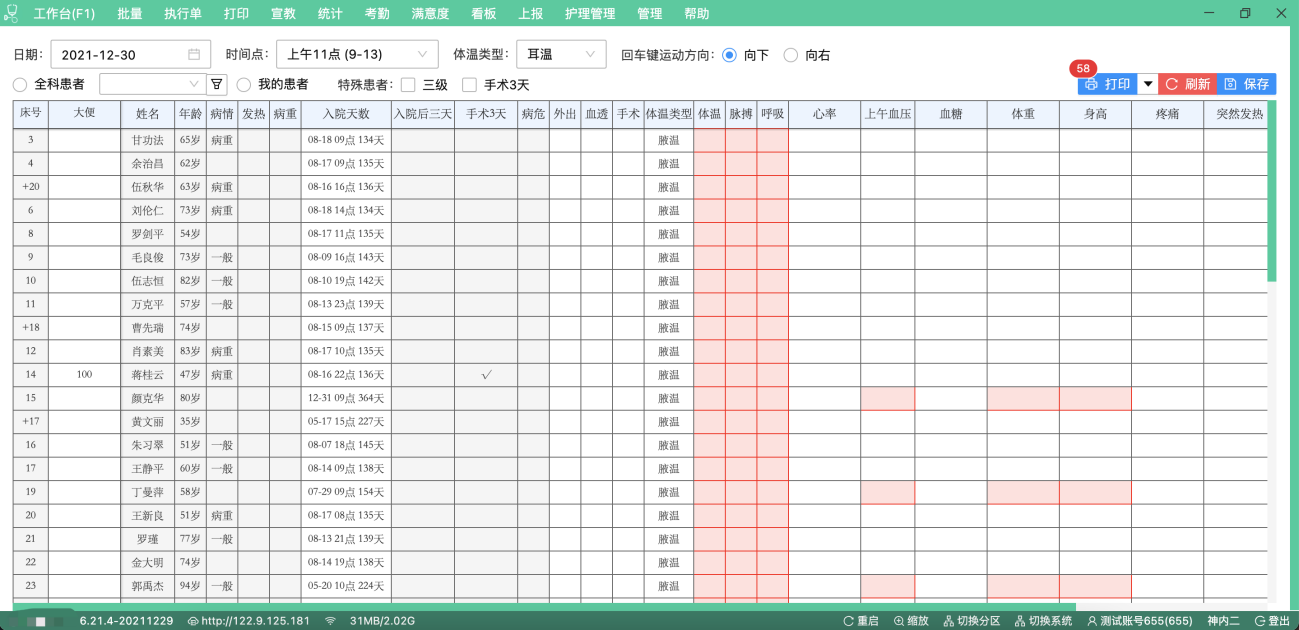 工作台(F1) 批量 执行单 打印 宣教 统计 考勤 满意度 看板 上报 护理管理 管理 帮助
日期: 2021-12-30 时间点: 上午11点 (9-13) 体温类型: 耳温 回车键运动方向: 向下 向右
全科患者 我的患者 特殊患者: 三级 手术3天 58 打印 刷新 保存
床号 大便 姓名 年龄 病情 发热 病重 入院天数 入院后三天 手术3天 病危 外出 血透 手术 体温类型 体温 脉搏 呼吸 心率 上午血压 血糖 体重 身高 疼痛 突然发热
3 甘功法 65岁 病重 08-18 09点 134天 腋温
4 余治昌 62岁 08-17 09点 135天 腋温
+20 伍秋华 63岁 病重 08-16 16点 136天 腋温
6 刘伦仁 73岁 病重 08-18 14点 134天 腋温
8 罗剑平 54岁 08-17 11点 135天 腋温
9 毛良俊 73岁 一般 08-09 16点 143天 腋温
10 伍志恒 82岁 一般 08-10 19点 142天 腋温
11 万克平 57岁 一般 08-13 23点 139天 腋温
+18 曹先瑞 74岁 08-15 09点 137天 腋温
12 肖素美 83岁 病重 08-17 10点 135天 腋温
14 100 蒋桂云 47岁 病重 08-16 22点 136天 ✓ 腋温
15 颜克华 80岁 12-31 09点 364天 腋温
+17 黄文丽 35岁 05-17 15点 227天 腋温
16 朱习翠 51岁 一般 08-07 18点 145天 腋温
17 王静平 60岁 一般 08-14 09点 138天 腋温
19 丁曼萍 58岁 07-29 09点 154天 腋温
20 王新良 51岁 病重 08-17 08点 135天 腋温
21 罗瑾 77岁 一般 08-13 21点 139天 腋温
22 金大明 74岁 08-14 19点 138天 腋温
23 郭禹杰 94岁 一般 05-20 10点 224天 腋温
6.21.4-20211229 http://122.9.125.181 31MB/2.02G 重启 缩放 切换分区 切换系统 测试账号655(655) 神内二 登出